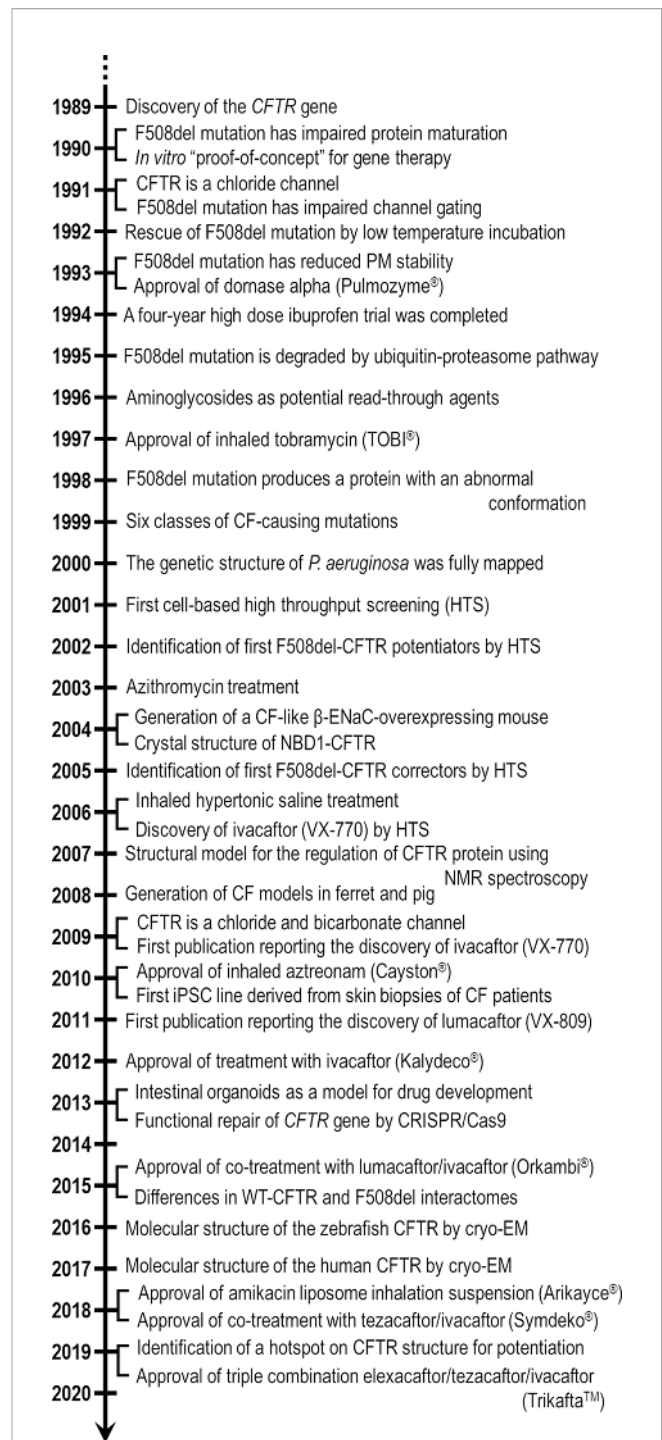 1989 Discovery of the CFTR gene
F508del mutation has impaired protein maturation
1990
In vitro “proof-of-concept” for gene therapy
CFTR is a chloride channel
1991
F508del mutation has impaired channel gating
1992 Rescue of F508del mutation by low temperature incubation
F508del mutation has reduced PM stability
1993
Approval of dornase alpha (Pulmozyme®)
1994 A four-year high dose ibuprofen trial was completed
1995 F508del mutation is degraded by ubiquitin-proteasome pathway
1996 Aminoglycosides as potential read-through agents
1997 Approval of inhaled tobramycin (TOBI®)
1998 F508del mutation produces a protein with an abnormal
conformation
1999 Six classes of CF-causing mutations
2000 The genetic structure of P. aeruginosa was fully mapped
2001 First cell-based high throughput screening (HTS)
2002 Identification of first F508del-CFTR potentiators by HTS
2003 Azithromycin treatment
Generation of a CF-like β-ENaC-overexpressing mouse
2004
Crystal structure of NBD1-CFTR
2005 Identification of first F508del-CFTR correctors by HTS
Inhaled hypertonic saline treatment
2006
Discovery of ivacaftor (VX-770) by HTS
2007 Structural model for the regulation of CFTR protein using
NMR spectroscopy
2008 Generation of CF models in ferret and pig
CFTR is a chloride and bicarbonate channel
2009
First publication reporting the discovery of ivacaftor (VX-770)
Approval of inhaled aztreonam (Cayston®)
2010
First iPSC line derived from skin biopsies of CF patients
2011 First publication reporting the discovery of lumacaftor (VX-809)
2012 Approval of treatment with ivacaftor (Kalydeco®)
Intestinal organoids as a model for drug development
2013
Functional repair of CFTR gene by CRISPR/Cas9
2014
Approval of co-treatment with lumacaftor/ivacaftor (Orkambi®)
2015
Differences in WT-CFTR and F508del interactomes
2016 Molecular structure of the zebrafish CFTR by cryo-EM
2017 Molecular structure of the human CFTR by cryo-EM
Approval of amikacin liposome inhalation suspension (Arikayce®)
2018
Approval of co-treatment with tezacaftor/ivacaftor (Symdeko®)
2019 Identification of a hotspot on CFTR structure for potentiation
Approval of triple combination elexacaftor/tezacaftor/ivacaftor
2020
(Trikafta™)